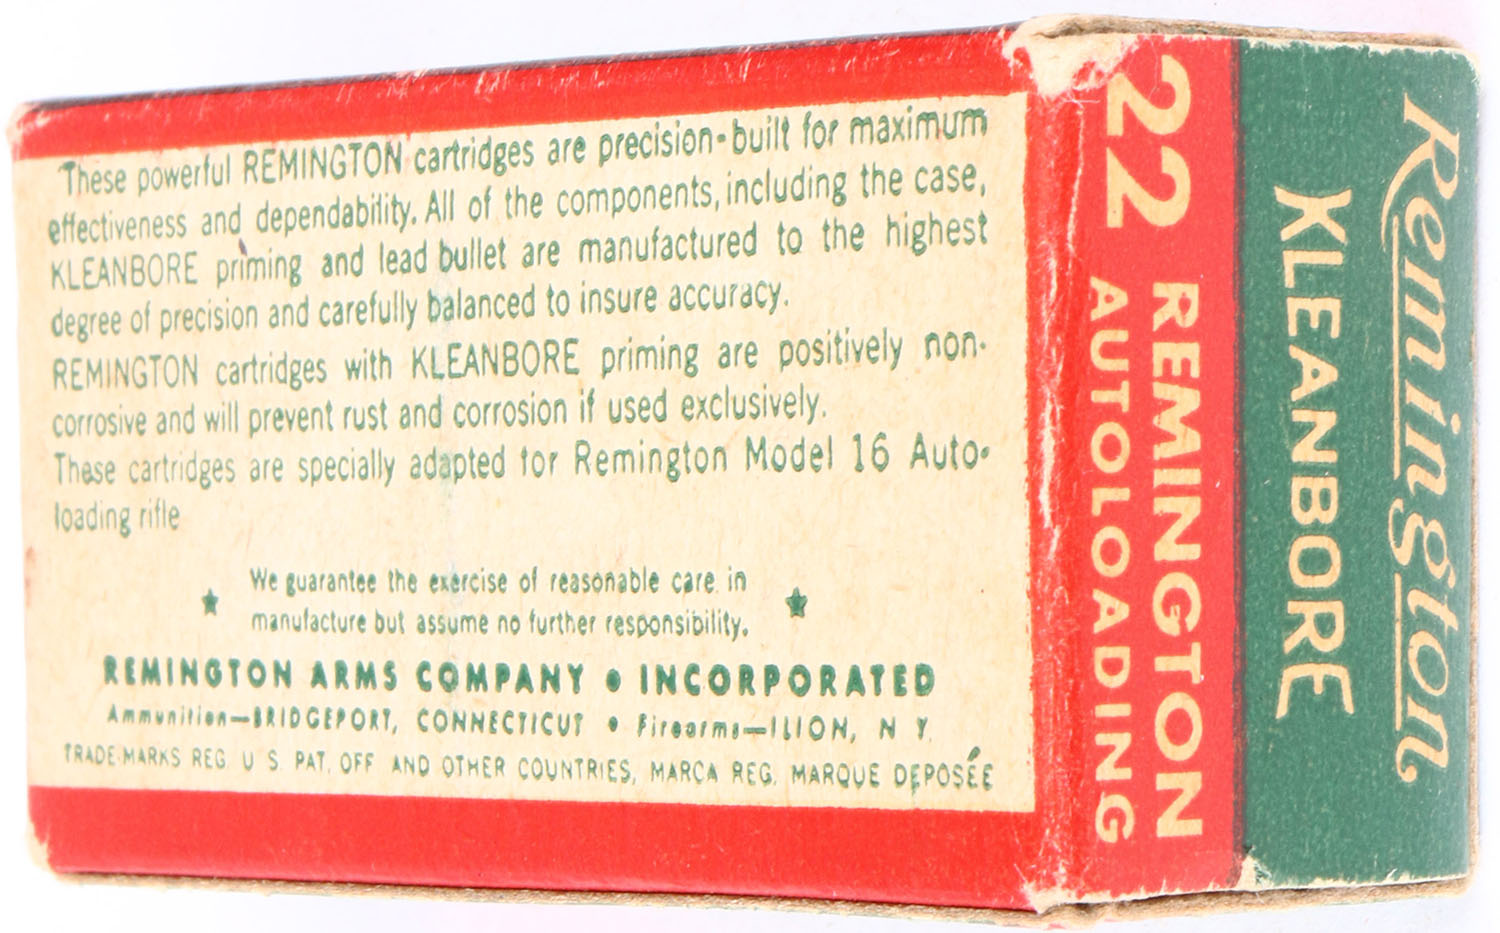 These powerful REMINGTON cartridges are precision-built for maximum
effectiveness and dependability. All of the components, including the case,
KLEANBORE priming and lead bullet are manufactured to the highest
degree of precision and carefully balanced to insure accuracy.
REMINGTON cartridges with KLEANBORE priming are positively non-
corrosive and will prevent rust and corrosion if used exclusively.
These cartridges are specially adapted for Remington Model 16 Auto-
loading rifle
We guarantee the exercise of reasonable care in
manufacture but assume no further responsibility.
REMINGTON ARMS COMPANY • INCORPORATED
Ammunition—BRIDGEPORT, CONNECTICUT • Firearms—ILION, N Y.
TRADE-MARKS REG. U S. PAT. OFF AND OTHER COUNTRIES, MARCA REG. MARQUE DEPOSÉE
Remington
KLEANBORE
22 REMINGTON
AUTOLOADING